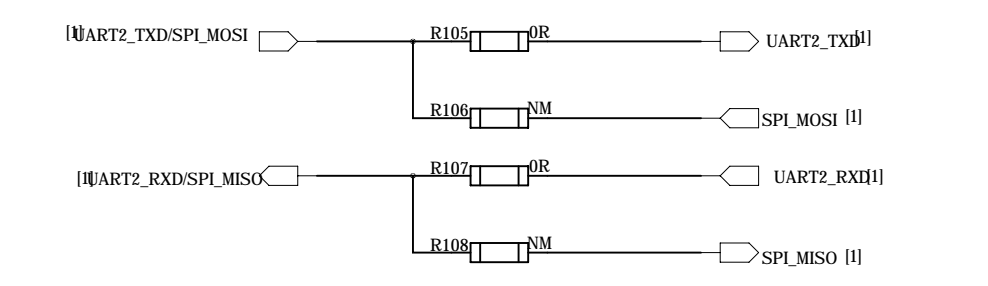 [1]UART2_TXD/SPI_MOSI R105 0R UART2_TXD[1]
R106 NM SPI_MOSI [1]
[1]UART2_RXD/SPI_MISO R107 0R UART2_RXD[1]
R108 NM SPI_MISO [1]